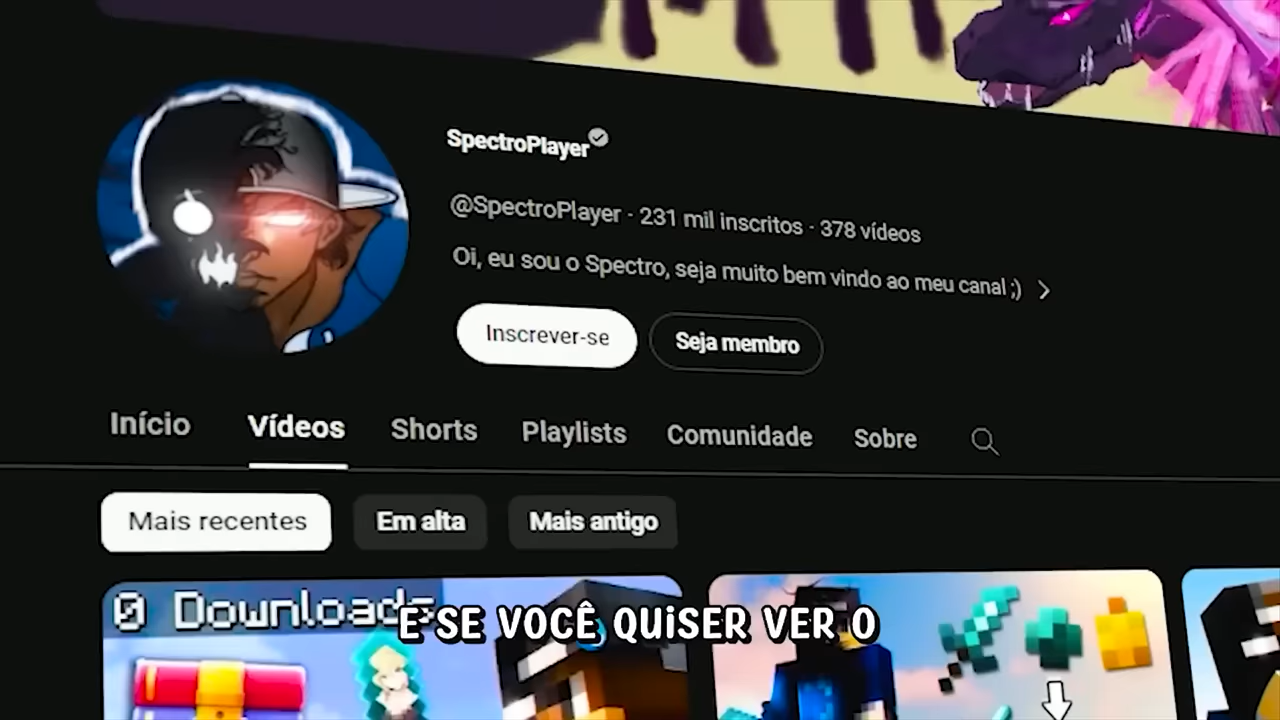 SpectroPlayer
@SpectroPlayer · 231 mil inscritos · 378 vídeos
Oi, eu sou o Spectro, seja muito bem vindo ao meu canal ;)
Inscrever-se
Seja membro
Início Vídeos Shorts Playlists Comunidade Sobre
Mais recentes Em alta Mais antigo
0 Downloads
E SE VOCÊ QUISER VER O